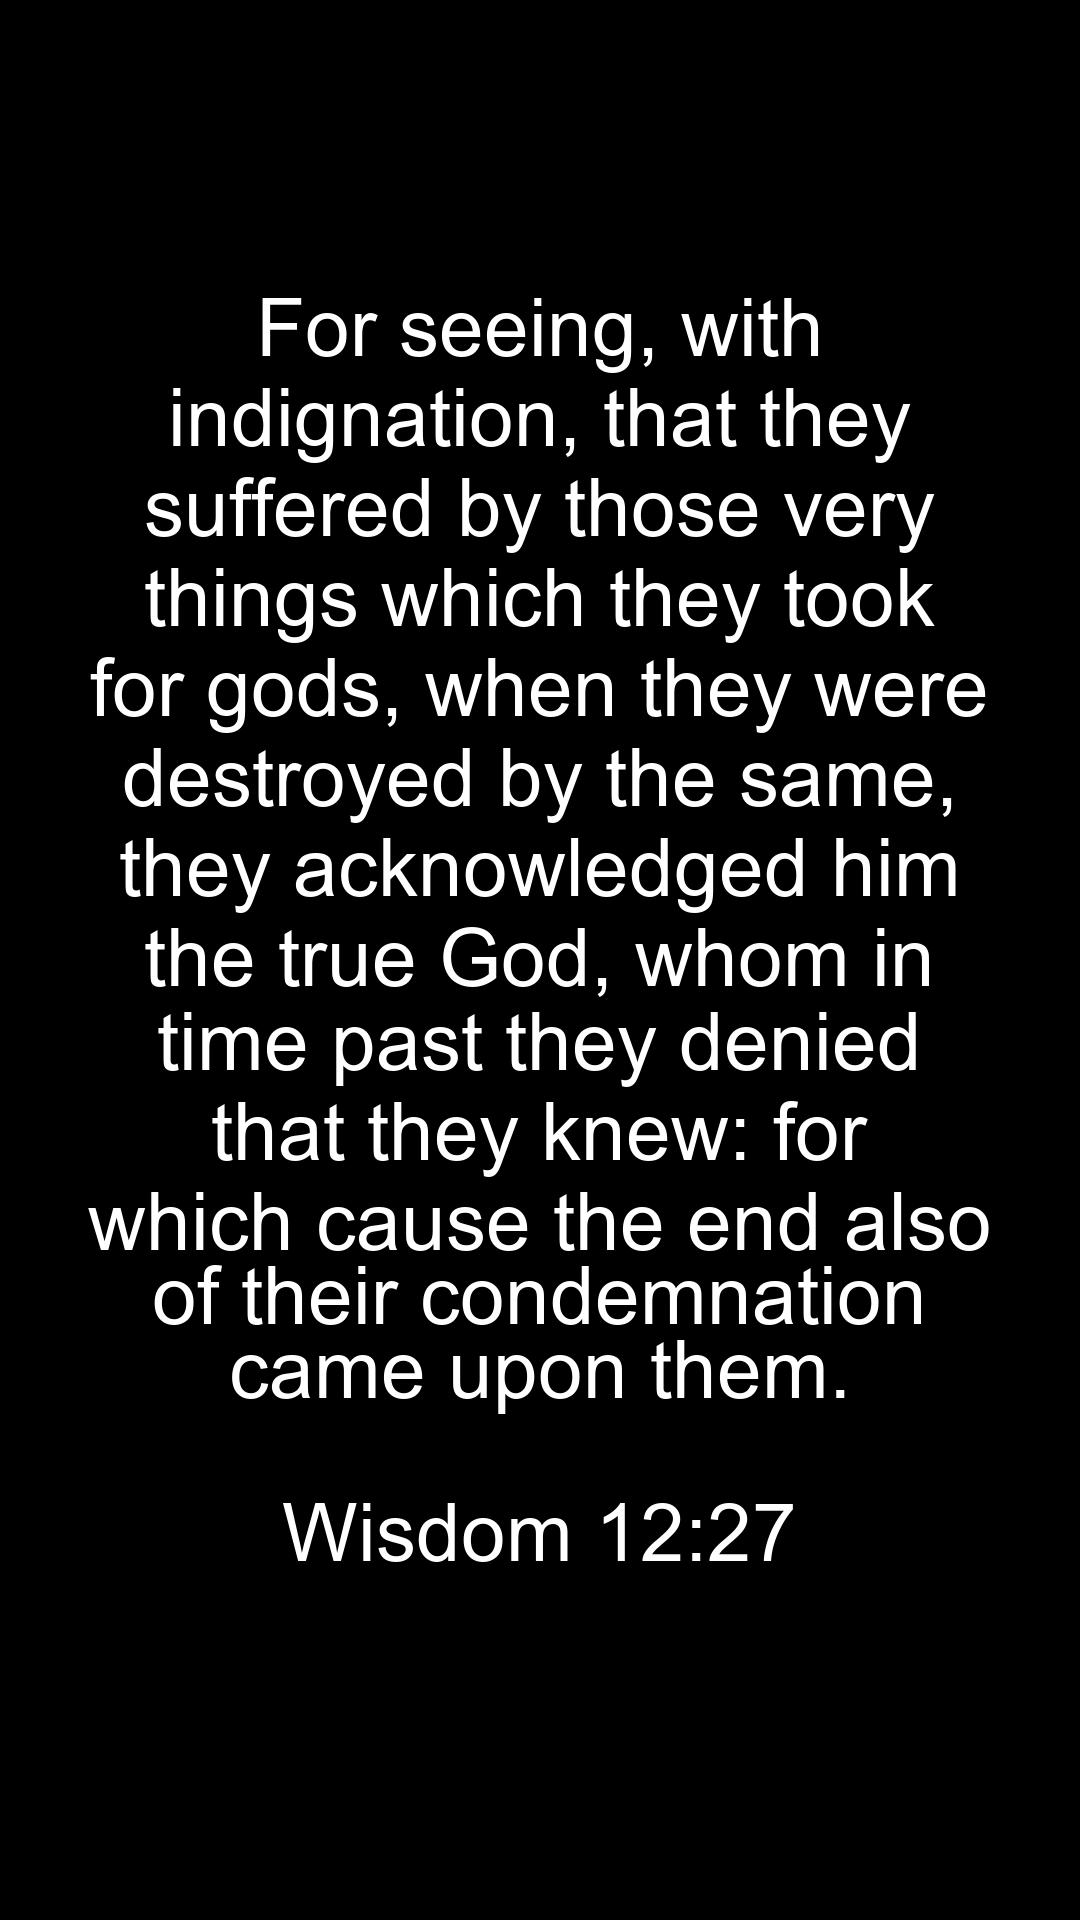 For seeing, with
indignation, that they
suffered by those very
things which they took
for gods, when they were
destroyed by the same,
they acknowledged him
the true God, whom in
time past they denied
that they knew: for
which cause the end also
of their condemnation
came upon them.
Wisdom 12:27